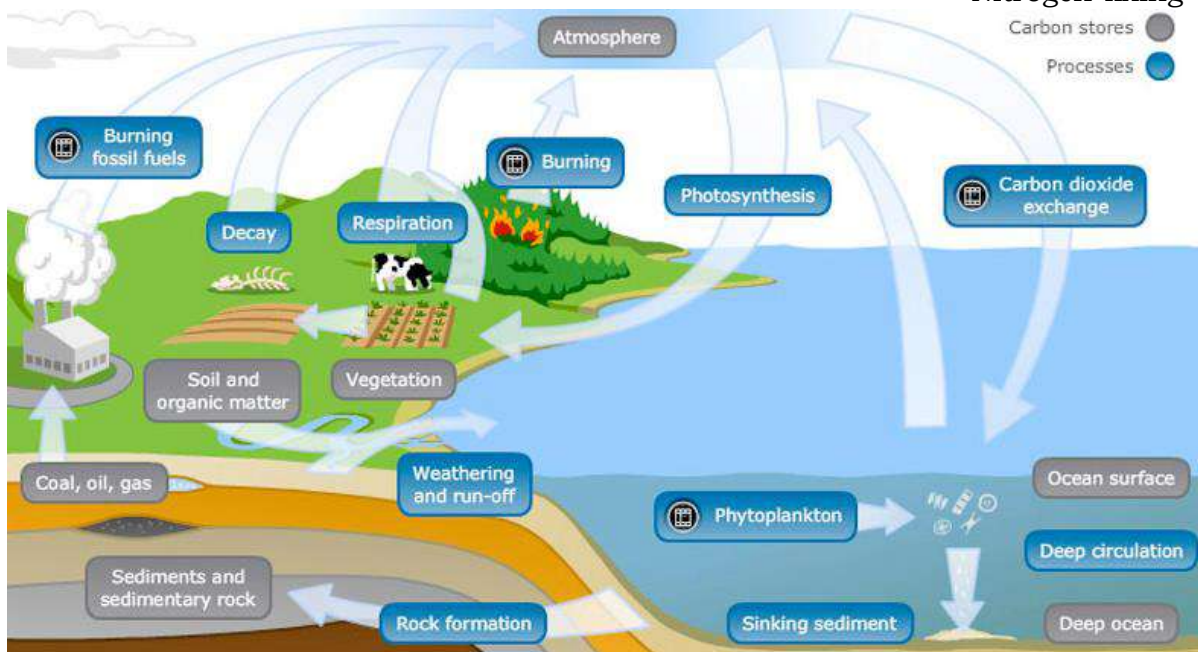 Nitrogen fixing
Atmosphere
Carbon stores
Processes
Burning
fossil fuels
Burning
Photosynthesis
Carbon dioxide
exchange
Decay
Respiration
Soil and
organic matter
Vegetation
Coal, oil, gas
Weathering
and run-off
Ocean surface
Phytoplankton
Deep circulation
Sediments and
sedimentary rock
Rock formation
Sinking sediment
Deep ocean